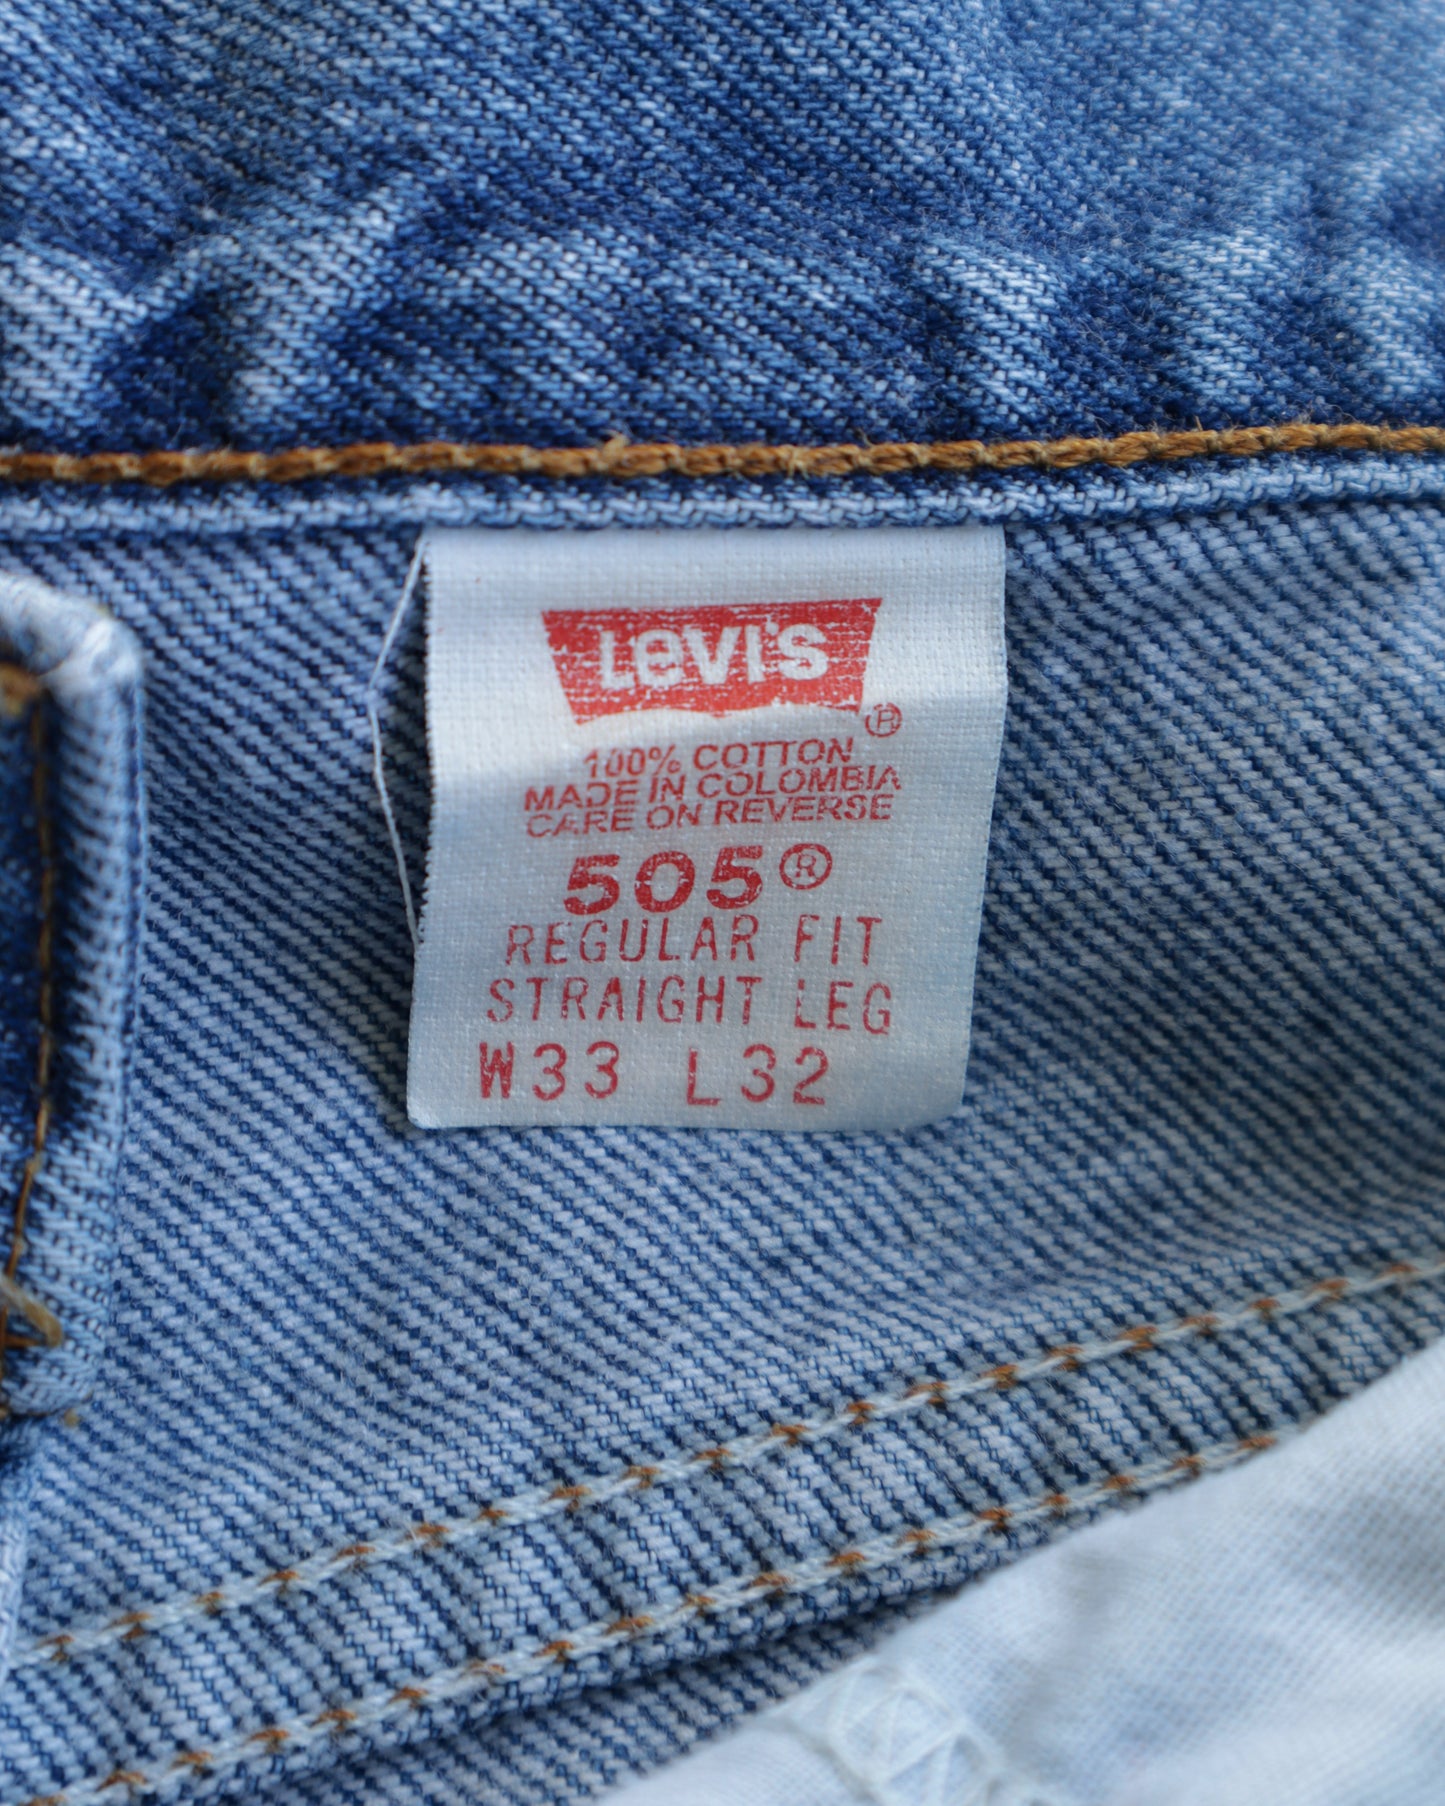 LEVI'S
®
100% COTTON
MADE IN COLOMBIA
CARE ON REVERSE
505®
REGULAR FIT
STRAIGHT LEG
W33 L32